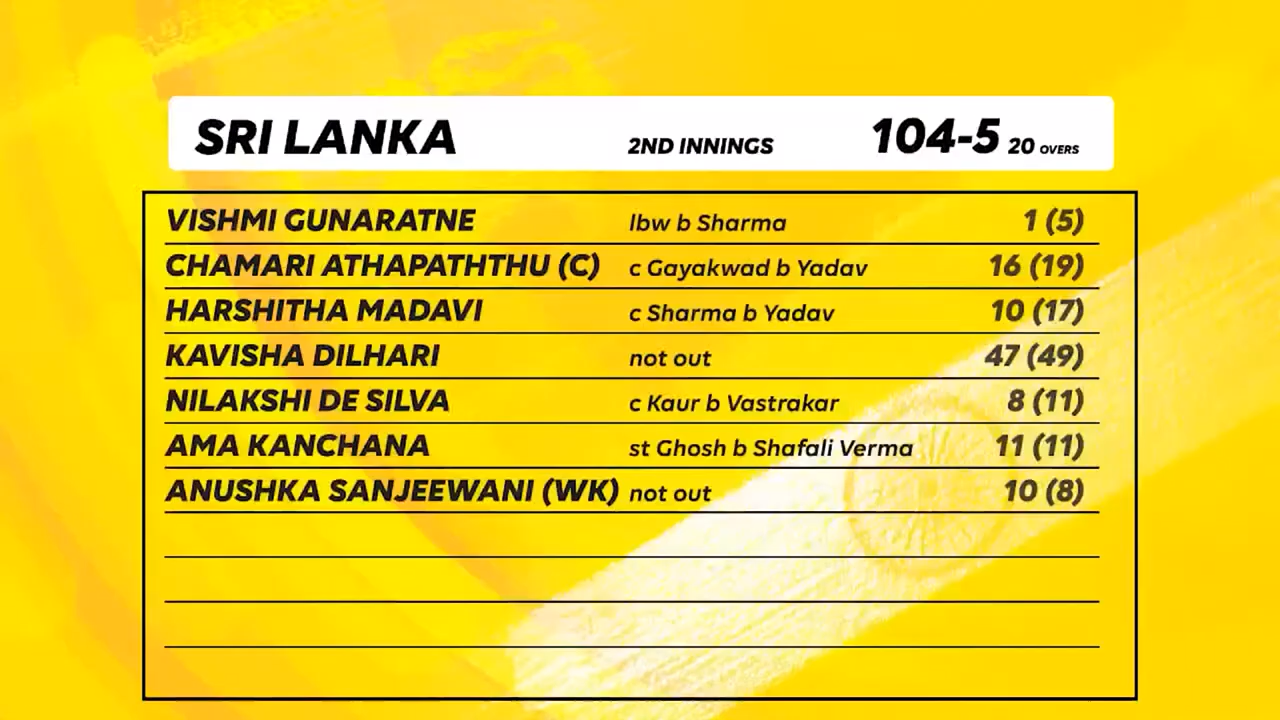 SRI LANKA 2ND INNINGS 104-5 20 OVERS
VISHMI GUNARATNE lbw b Sharma 1 (5)
CHAMARI ATHAPATHTHU (C) c Gayakwad b Yadav 16 (19)
HARSHITHA MADAVI c Sharma b Yadav 10 (17)
KAVISHA DILHARI not out 47 (49)
NILAKSHI DE SILVA c Kaur b Vastrakar 8 (11)
AMA KANCHANA st Ghosh b Shafali Verma 11 (11)
ANUSHKA SANJEEWANI (WK) not out 10 (8)